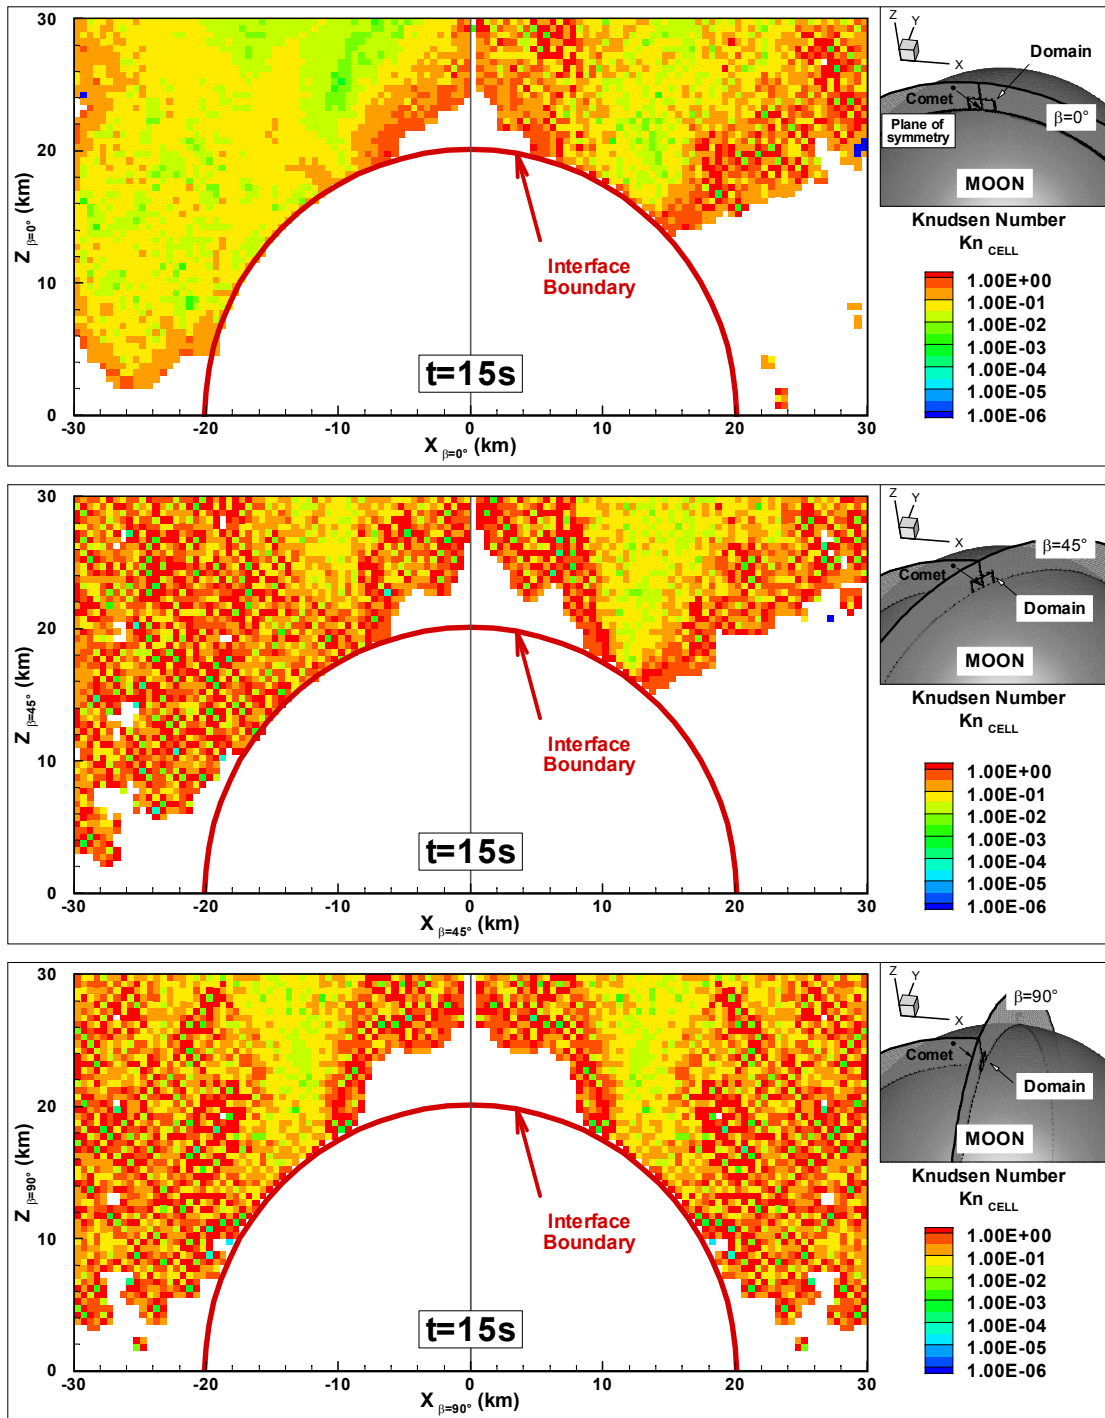 30
20
10
0
-30
-20
-10
0
10
20
30
Z β=0° (km)
X β=0° (km)
Interface
Boundary
t=15s
Z
Y
X
Domain
Comet
β=0°
Plane of
symmetry
MOON
Knudsen Number
Kn CELL
1.00E+00
1.00E-01
1.00E-02
1.00E-03
1.00E-04
1.00E-05
1.00E-06
30
20
10
0
-30
-20
-10
0
10
20
30
Z β=45° (km)
X β=45° (km)
Interface
Boundary
t=15s
Z
Y
X
β=45°
Comet
Domain
MOON
Knudsen Number
Kn CELL
1.00E+00
1.00E-01
1.00E-02
1.00E-03
1.00E-04
1.00E-05
1.00E-06
30
20
10
0
-30
-20
-10
0
10
20
30
Z β=90° (km)
X β=90° (km)
Interface
Boundary
t=15s
Z
Y
X
β=90°
Comet
Domain
MOON
Knudsen Number
Kn CELL
1.00E+00
1.00E-01
1.00E-02
1.00E-03
1.00E-04
1.00E-05
1.00E-06